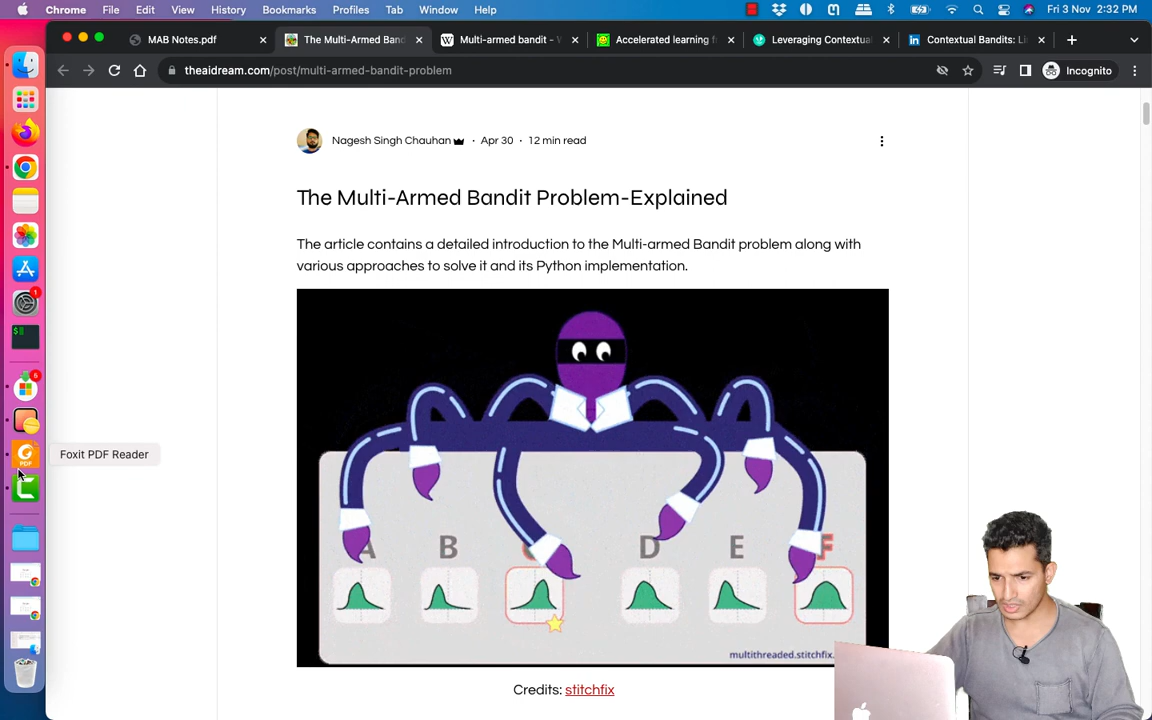 Chrome File Edit View History Bookmarks Profiles Tab Window Help Fri 3 Nov 2:32 PM
MAB Notes.pdf The Multi-Armed Band Multi-armed bandit - Accelerated learning Leveraging Contextual Contextual Bandits: Li
theaidream.com/post/multi-armed-bandit-problem Incognito
Nagesh Singh Chauhan · Apr 30 · 12 min read
The Multi-Armed Bandit Problem-Explained
The article contains a detailed introduction to the Multi-armed Bandit problem along with
various approaches to solve it and its Python implementation.
1
6
Foxit PDF Reader
PDF
A B C D E F
multithreaded.stitchfix.
Credits: stitchfix